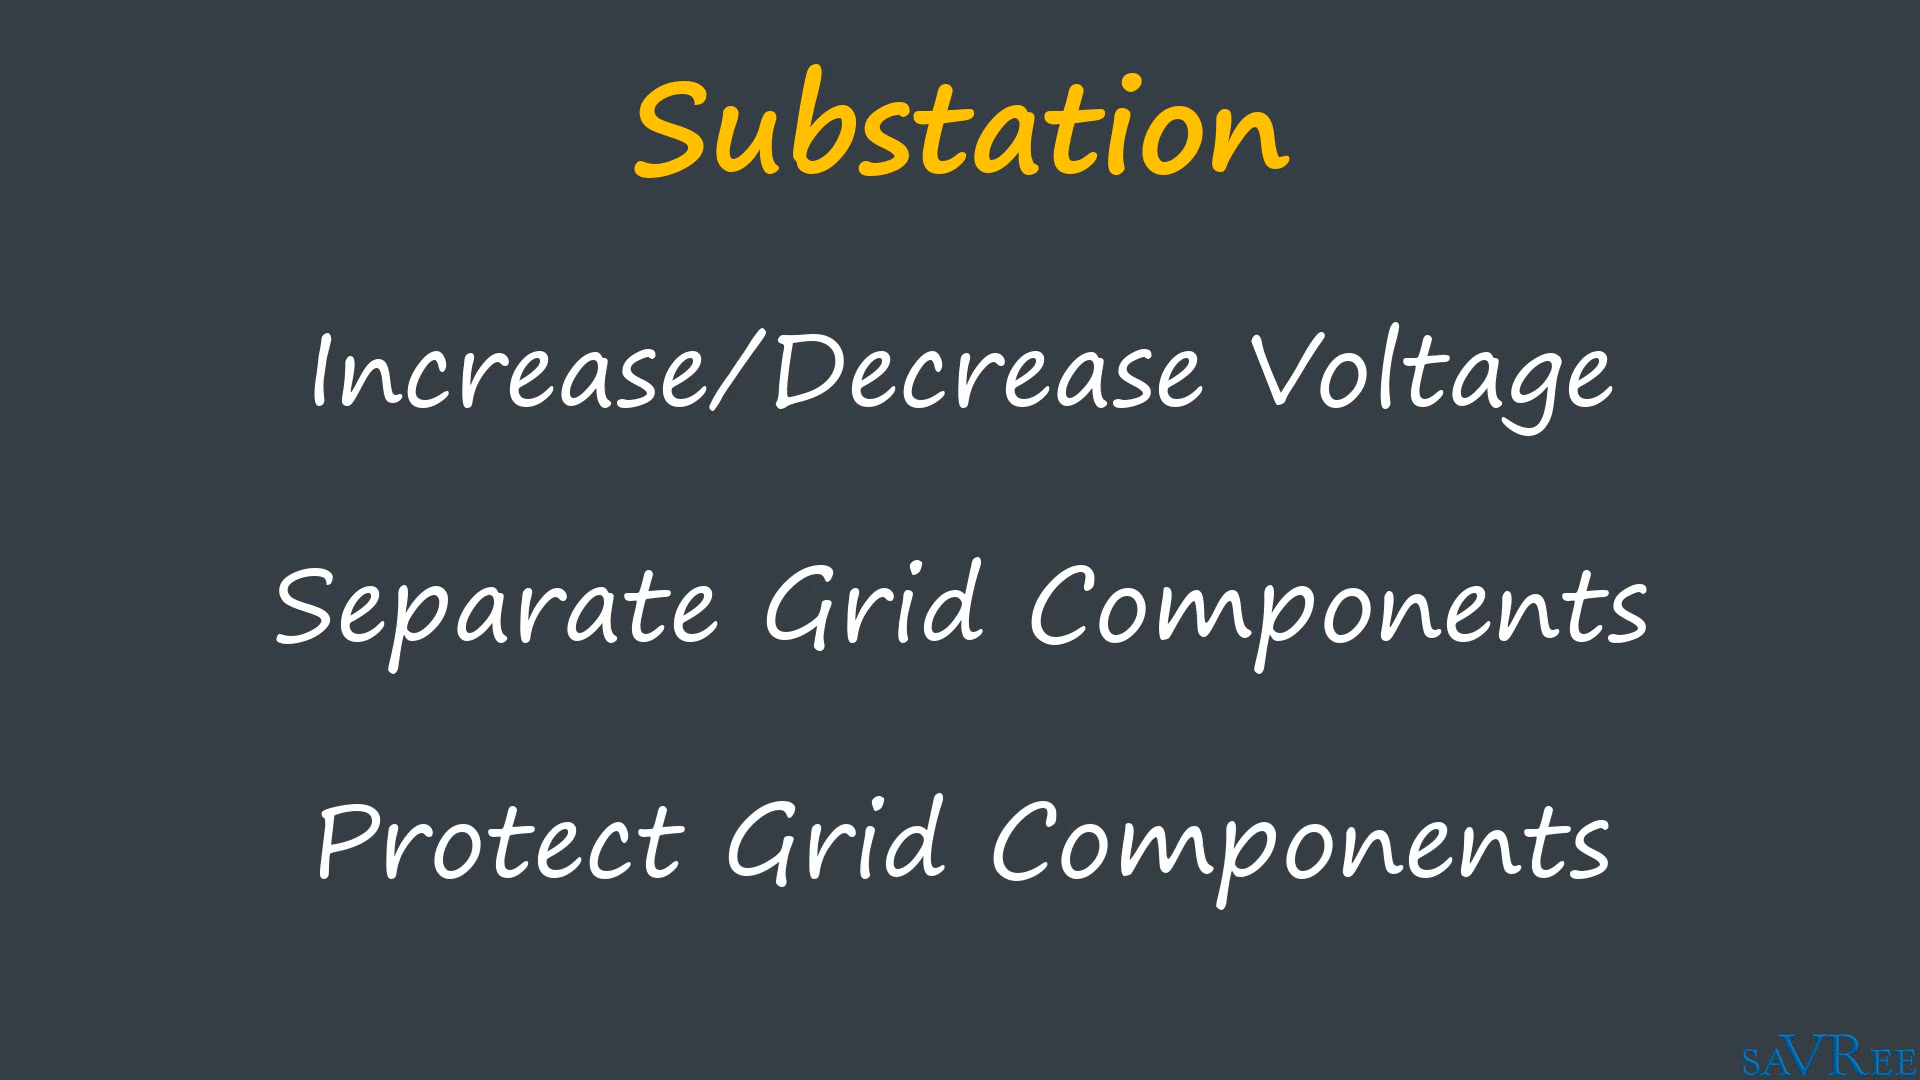 Substation
Increase/Decrease Voltage
Separate Grid Components
Protect Grid Components
saVRee